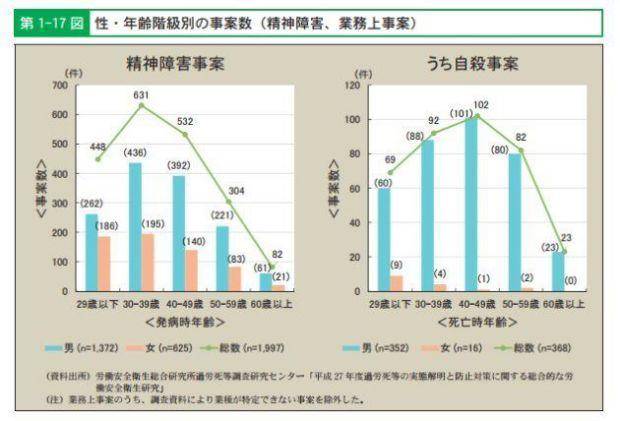 第 1-17 図 性・年齢階級別の事案数（精神障害、業務上事案）
精神障害事案
(件)
700
600
500
400
300
200
100
0
<事案数>
448
631
532
304
82
(262)
(436)
(392)
(221)
(61)
(186)
(195)
(140)
(83)
(21)
29歳以下 30-39歳 40-49歳 50-59歳 60歳以上
<発病時年齢>
男(n=1,372) 女(n=625) 総数(n=1,997)
うち自殺事案
(件)
120
100
80
60
40
20
0
<事案数>
69
92
102
82
23
(60)
(88)
(101)
(80)
(23)
(9)
(4)
(1)
(2)
(0)
29歳以下 30-39歳 40-49歳 50-59歳 60歳以上
<死亡時年齢>
男(n=352) 女(n=16) 総数(n=368)
（資料出所）労働安全衛生総合研究所過労死等調査研究センター「平成 27 年度過労死等の実態解明と防止対策に関する総合的な労
働安全衛生研究」
（注）業務上事案のうち、調査資料により業種が特定できない事案を除外した。